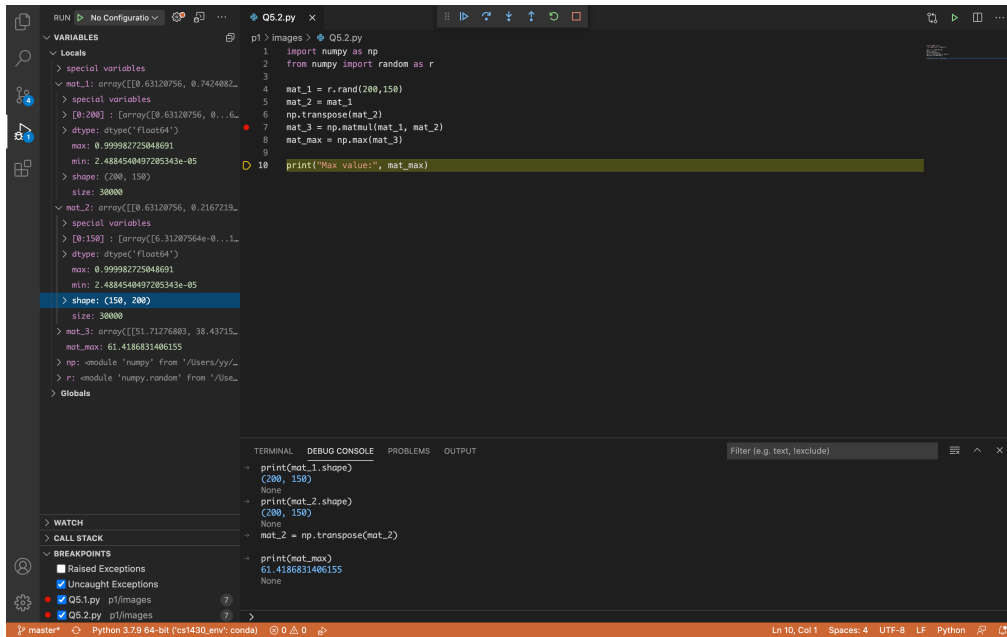 RUN No Configuratio
VARIABLES
Locals
special variables
mat_1: array([[0.63120756, 0.7424082…
special variables
[0:200] : [array([0.63120756, 0...6…
dtype: dtype('float64')
max: 0.999982725048691
min: 2.4884540497205343e-05
shape: (200, 150)
size: 30000
mat_2: array([[0.63120756, 0.2167219…
special variables
[0:150] : [array([6.31207564e-0...1…
dtype: dtype('float64')
max: 0.999982725048691
min: 2.4884540497205343e-05
shape: (150, 200)
size: 30000
mat_3: array([[51.71276803, 38.43715…
mat_max: 61.4186831406155
np: <module 'numpy' from '/Users/yy/…
r: <module 'numpy.random' from '/Use…
Globals
WATCH
CALL STACK
BREAKPOINTS
Raised Exceptions
Uncaught Exceptions
Q5.1.py p1/images 7
Q5.2.py p1/images 7
4
1
Q5.2.py
p1 > images > Q5.2.py
1 import numpy as np
2 from numpy import random as r
3
4 mat_1 = r.rand(200,150)
5 mat_2 = mat_1
6 np.transpose(mat_2)
7 mat_3 = np.matmul(mat_1, mat_2)
8 mat_max = np.max(mat_3)
9
10 print("Max value:", mat_max)
TERMINAL DEBUG CONSOLE PROBLEMS OUTPUT
Filter (e.g. text, !exclude)
print(mat_1.shape)
(200, 150)
None
print(mat_2.shape)
(200, 150)
None
mat_2 = np.transpose(mat_2)
print(mat_max)
61.4186831406155
None
master* Python 3.7.9 64-bit ('cs1430_env': conda) 0 0 Ln 10, Col 1 Spaces: 4 UTF-8 LF Python